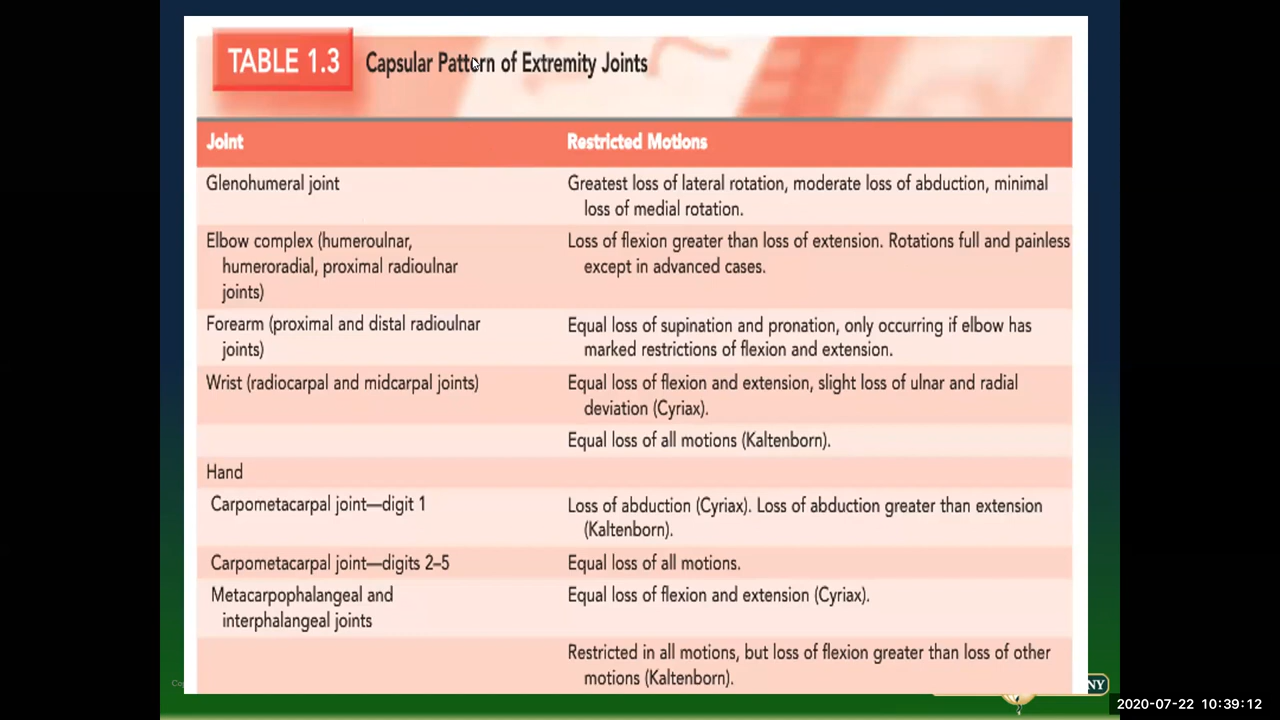 TABLE 1.3 Capsular Pattern of Extremity Joints
Joint Restricted Motions
Glenohumeral joint Greatest loss of lateral rotation, moderate loss of abduction, minimal
loss of medial rotation.
Elbow complex (humeroulnar, Loss of flexion greater than loss of extension. Rotations full and painless
humeroradial, proximal radioulnar except in advanced cases.
joints)
Forearm (proximal and distal radioulnar Equal loss of supination and pronation, only occurring if elbow has
joints) marked restrictions of flexion and extension.
Wrist (radiocarpal and midcarpal joints) Equal loss of flexion and extension, slight loss of ulnar and radial
deviation (Cyriax).
Equal loss of all motions (Kaltenborn).
Hand
Carpometacarpal joint—digit 1 Loss of abduction (Cyriax). Loss of abduction greater than extension
(Kaltenborn).
Carpometacarpal joint—digits 2–5 Equal loss of all motions.
Metacarpophalangeal and Equal loss of flexion and extension (Cyriax).
interphalangeal joints
Restricted in all motions, but loss of flexion greater than loss of other
motions (Kaltenborn).
NY
2020-07-22 10:39:12